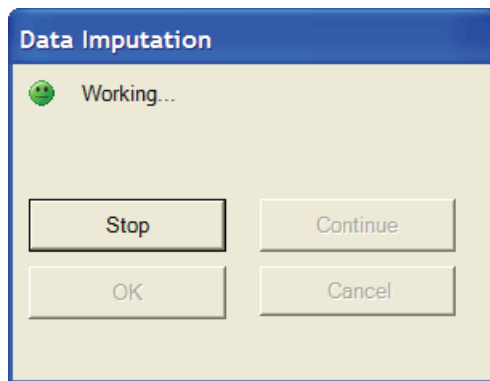 Data Imputation
Working...
Stop
Continue
OK
Cancel